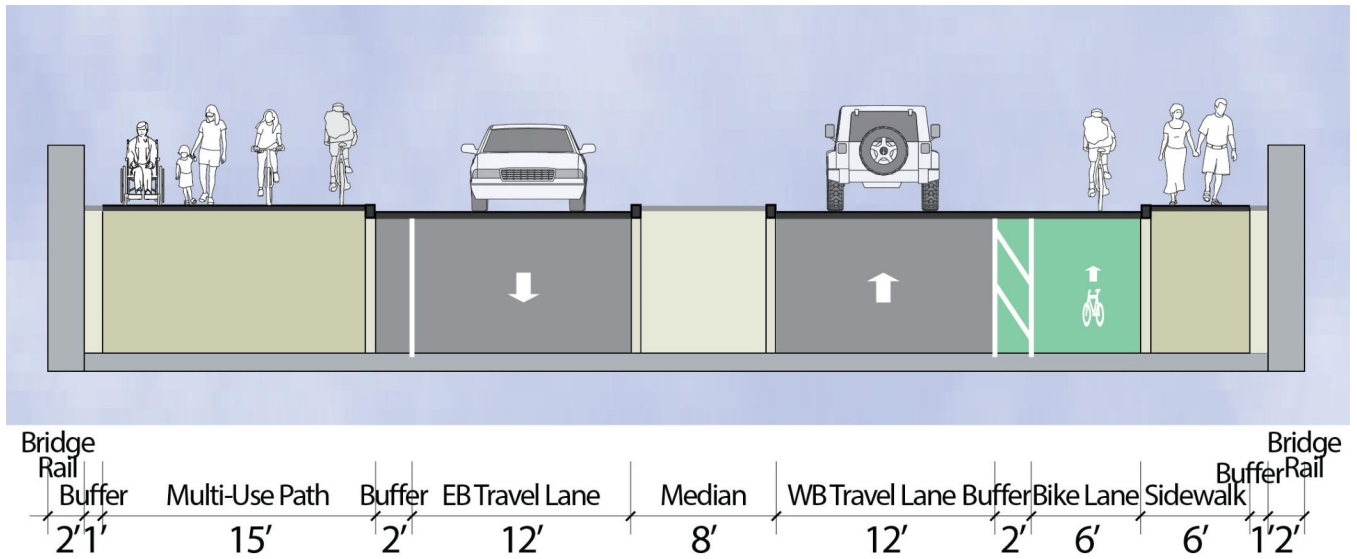 Bridge
Rail
Buffer
Multi-Use Path
Buffer
EB Travel Lane
Median
WB Travel Lane
Buffer
Bike Lane
Sidewalk
Buffer
Bridge
Rail
2' 1' 15' 2' 12' 8' 12' 2' 6' 6' 1' 2'